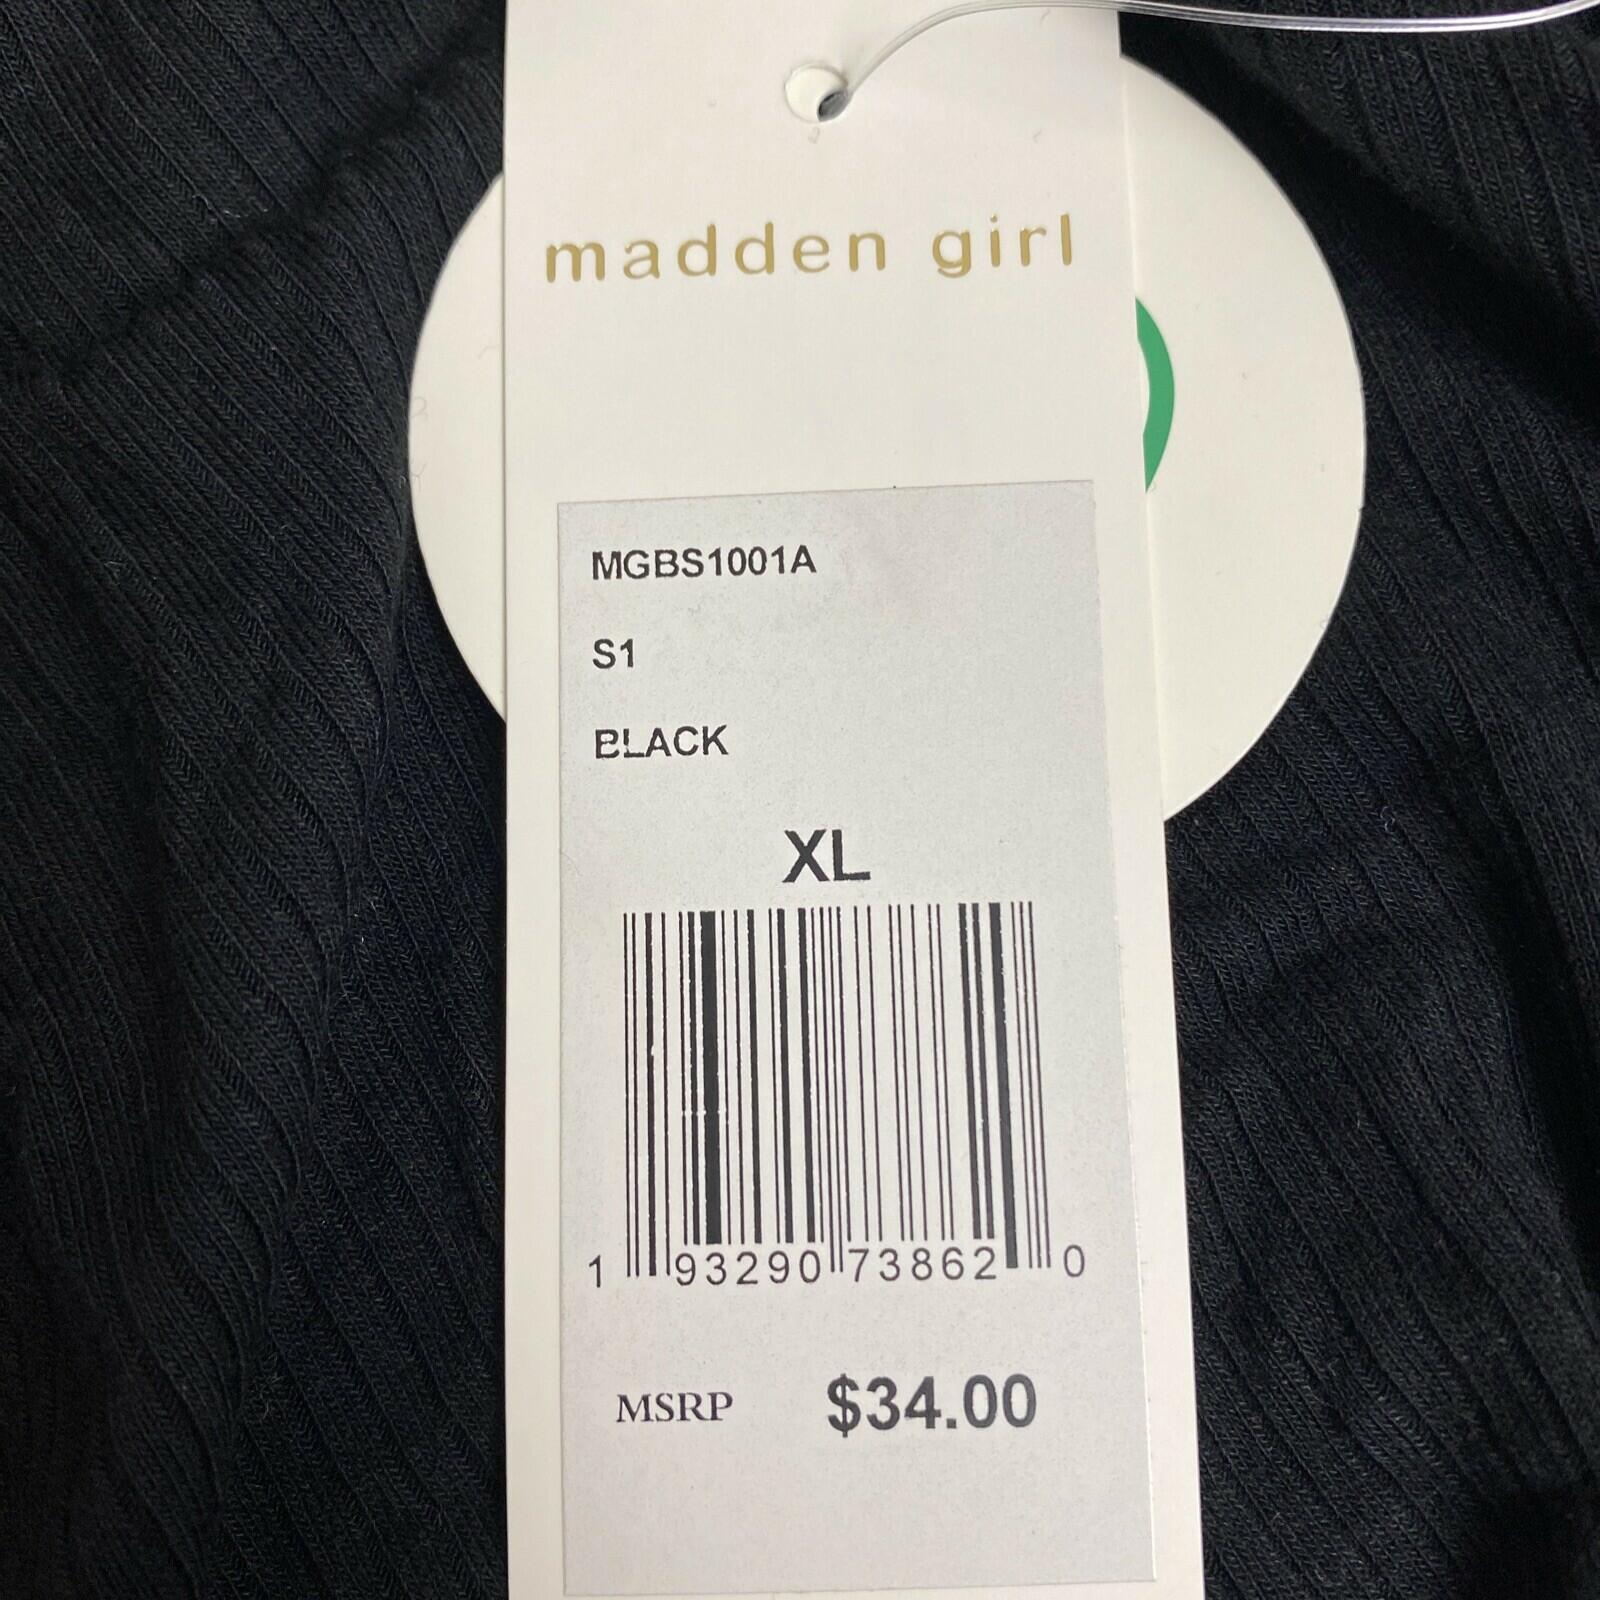 madden girl
MGBS1001A
S1
BLACK
XL
1 93290 73862 0
MSRP $34.00